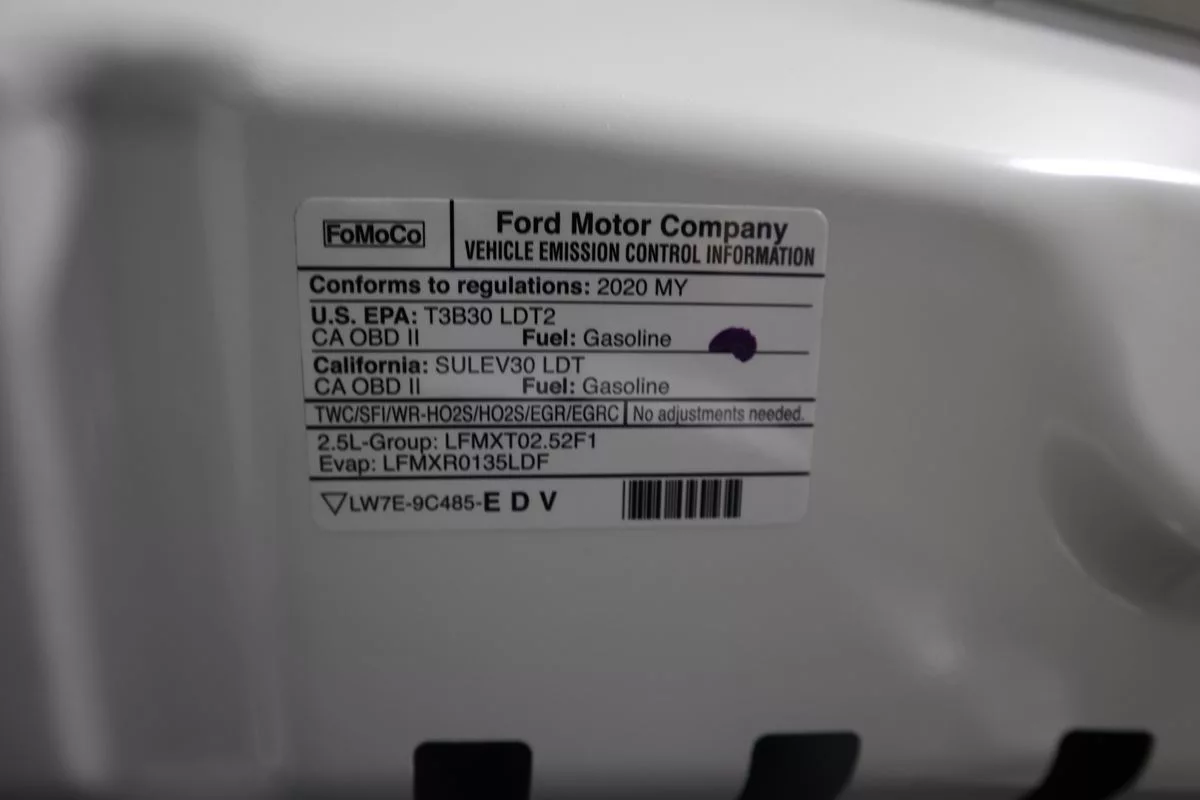 FoMoCo
Ford Motor Company
VEHICLE EMISSION CONTROL INFORMATION
Conforms to regulations: 2020 MY
U.S. EPA: T3B30 LDT2
CA OBD II Fuel: Gasoline
California: SULEV30 LDT
CA OBD II Fuel: Gasoline
TWC/SFI/WR-HO2S/HO2S/EGR/EGRC No adjustments needed.
2.5L-Group: LFMXT02.52F1
Evap: LFMXR0135LDF
LW7E-9C485-E D V